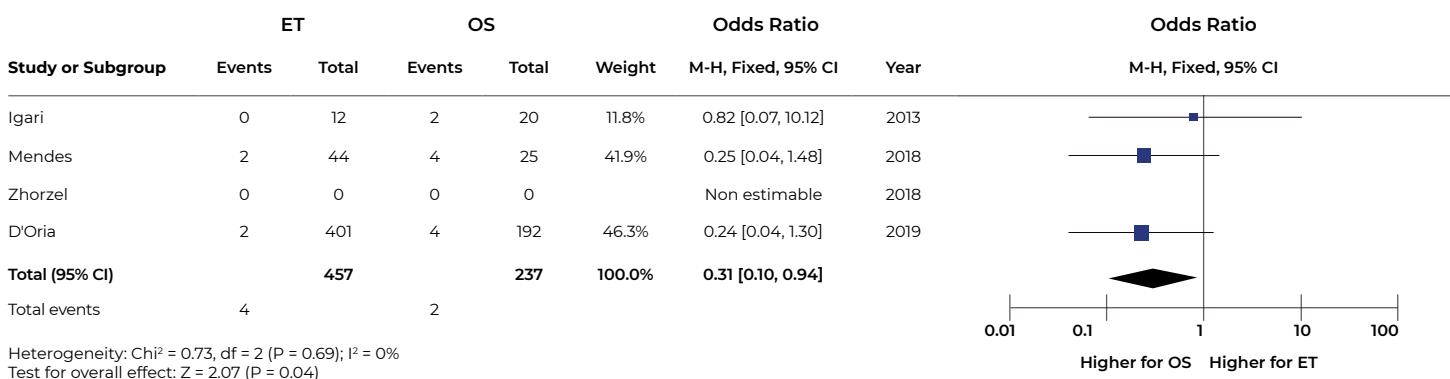 ET OS Odds Ratio Odds Ratio
Study or Subgroup Events Total Events Total Weight M-H, Fixed, 95% CI Year M-H, Fixed, 95% CI
Igari 0 12 2 20 11.8% 0.82 [0.07, 10.12] 2013
Mendes 2 44 4 25 41.9% 0.25 [0.04, 1.48] 2018
Zhorzel 0 0 0 0 Non estimable 2018
D'Oria 2 401 4 192 46.3% 0.24 [0.04, 1.30] 2019
Total (95% CI) 457 237 100.0% 0.31 [0.10, 0.94]
Total events 4 2
0.01 0.1 1 10 100
Heterogeneity: Chi² = 0.73, df = 2 (P = 0.69); I² = 0%
Higher for OS Higher for ET
Test for overall effect: Z = 2.07 (P = 0.04)